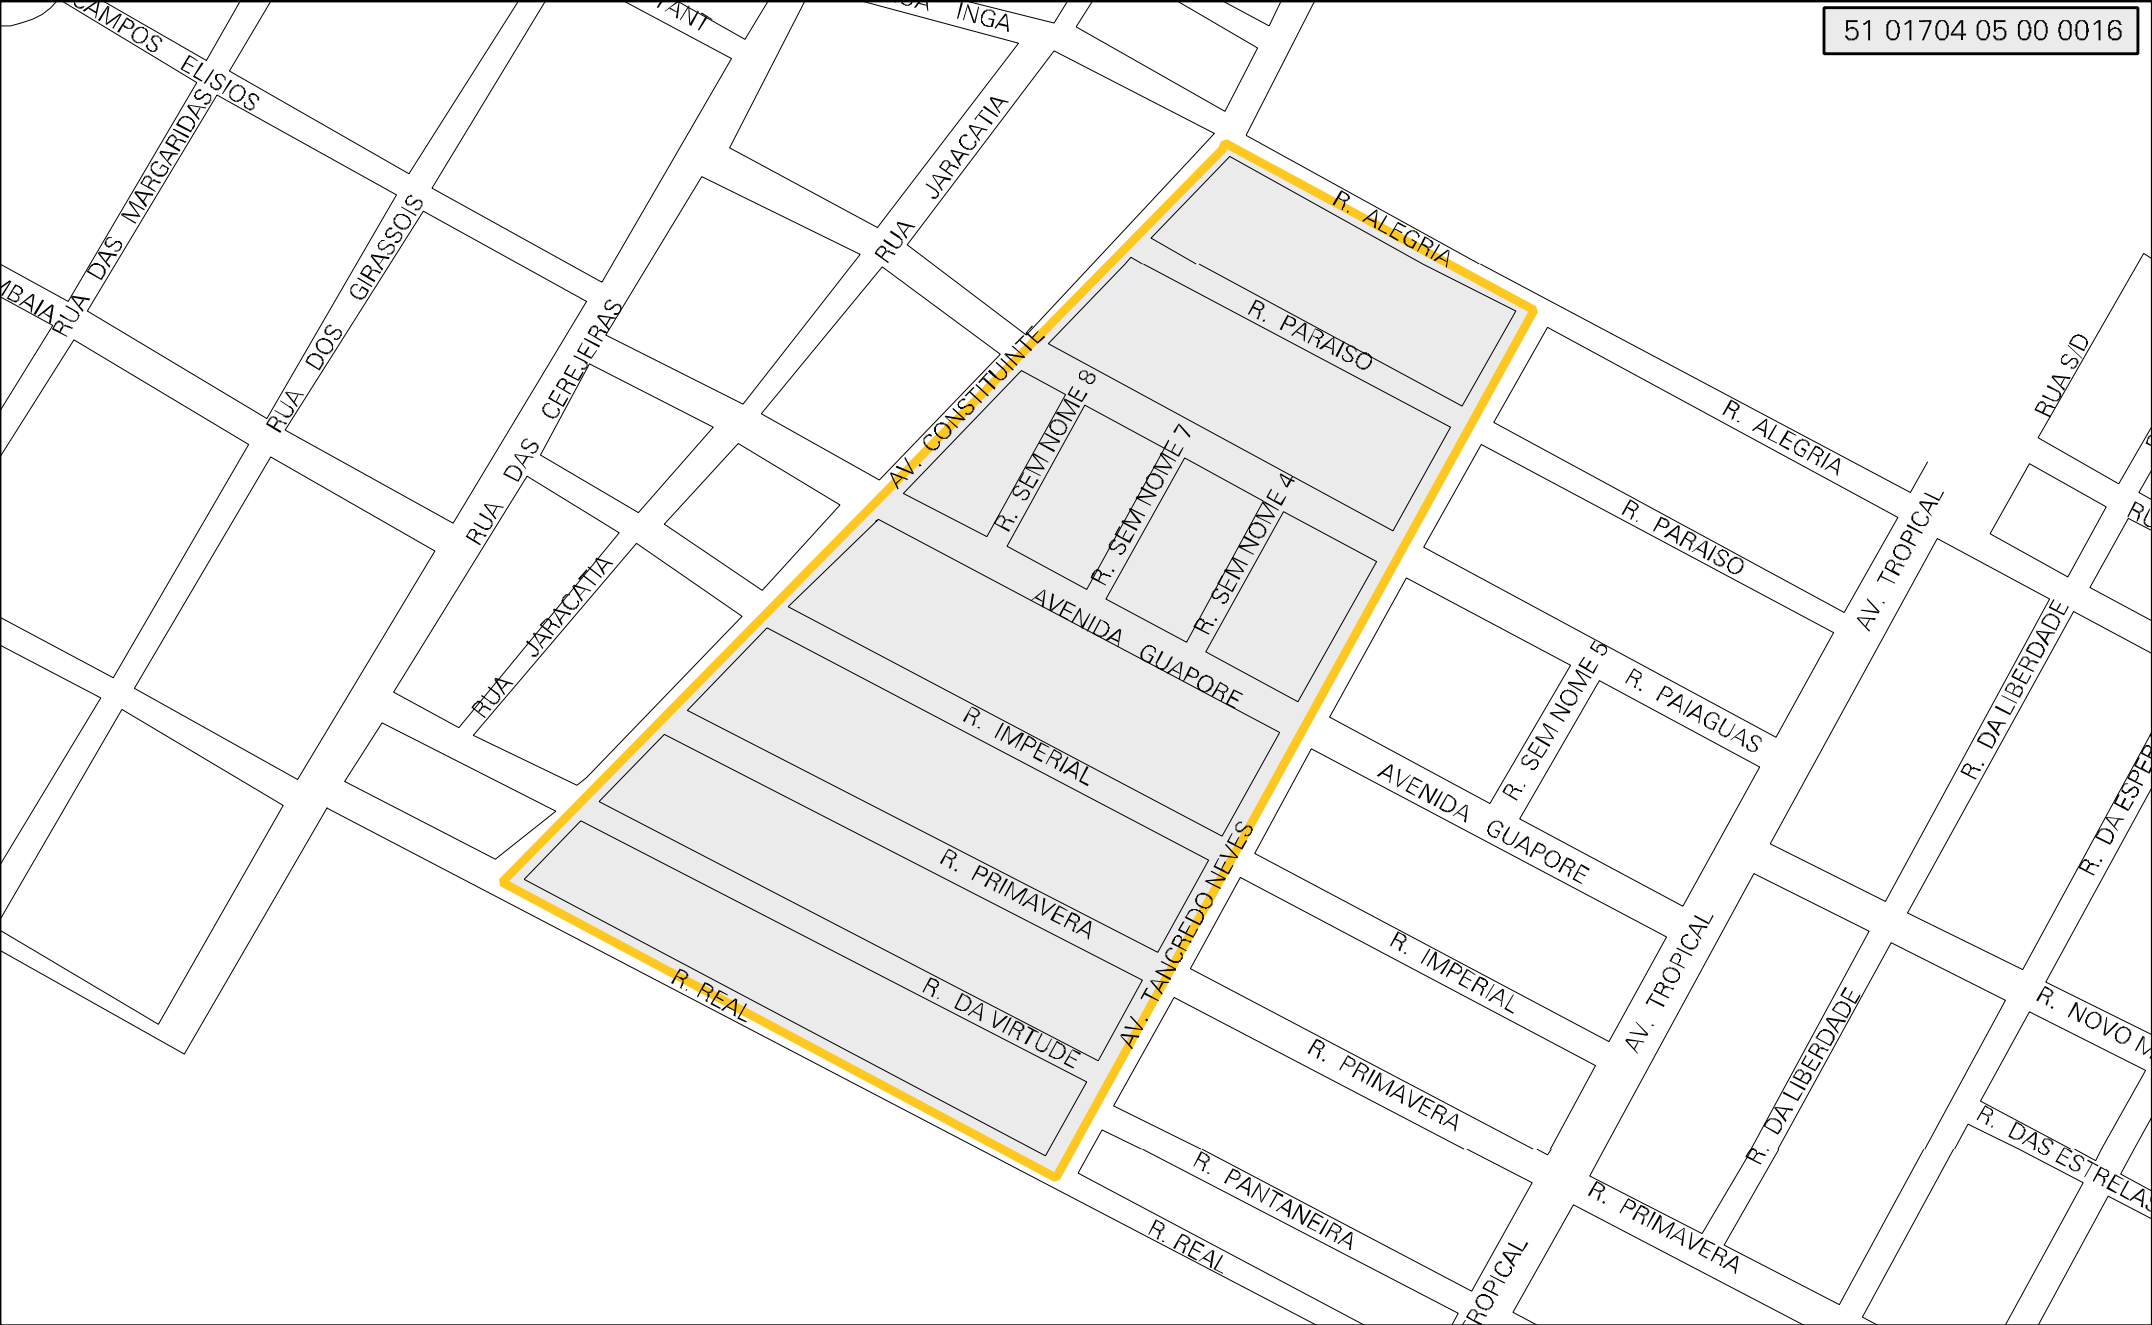 51 01704 05 00 0016
CAMPOS ELISIOS
INGA
RUA DAS MARGARIDAS
RUA JARACATIA
R. ALEGRIA
RUA DOS GIRASSOIS
RUA DAS CEREJEIRAS
R. PARAISO
AV. CONSTITUINTE
RUA S/D
R. SEM NOME 8
R. SEM NOME 7
R. SEM NOME 4
R. ALEGRIA
R. PARAISO
AV. TROPICAL
RUA JARACATIA
AVENIDA GUAPORE
R. SEM NOME 5
R. PAIAGUAS
R. DA LIBERDADE
R. IMPERIAL
AVENIDA GUAPORE
R. PRIMAVERA
AV. TANCREDO NEVES
R. IMPERIAL
AV. TROPICAL
R. REAL
R. DA VIRTUDE
R. PRIMAVERA
R. DA LIBERDADE
R. NOVO
R. DAS ESTRELAS
R. PANTANEIRA
R. PRIMAVERA
R. REAL